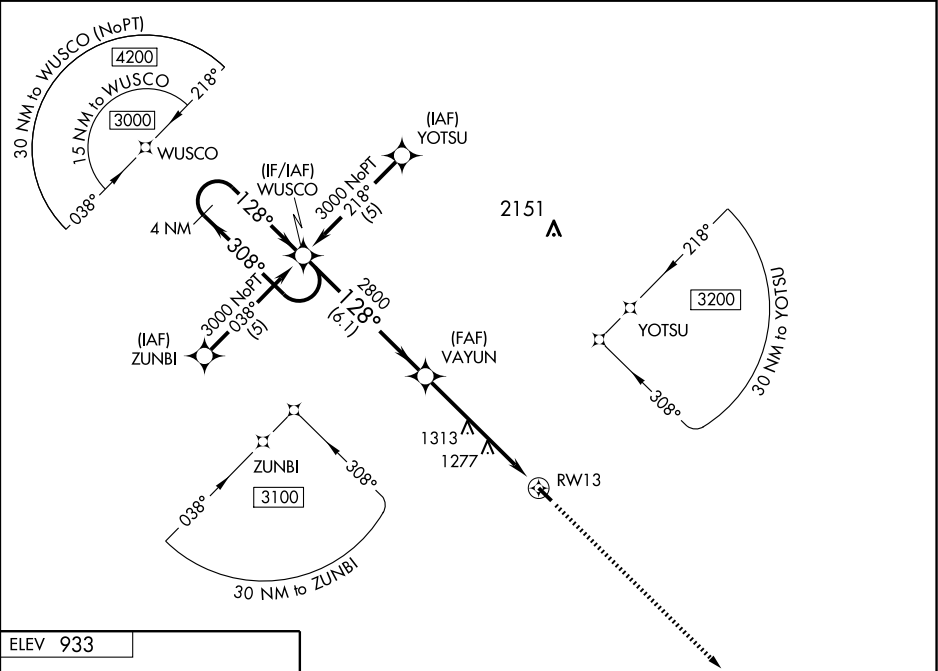 30 NM to WUSCO (NoPT)
4200
15 NM to WUSCO
3000
218°
038°
WUSCO
(IAF)
YOTSU
(IF/IAF)
WUSCO
3000 NoPT
218°
(5)
4 NM
128°
308°
2151
3000 NoPT
038°
(5)
(IAF)
ZUNBI
2800
128°
(6.1)
(FAF)
VAYUN
218°
3200
YOTSU
30 NM to YOTSU
308°
1313
1277
RW13
ZUNBI
038°
308°
3100
30 NM to ZUNBI
ELEV 933